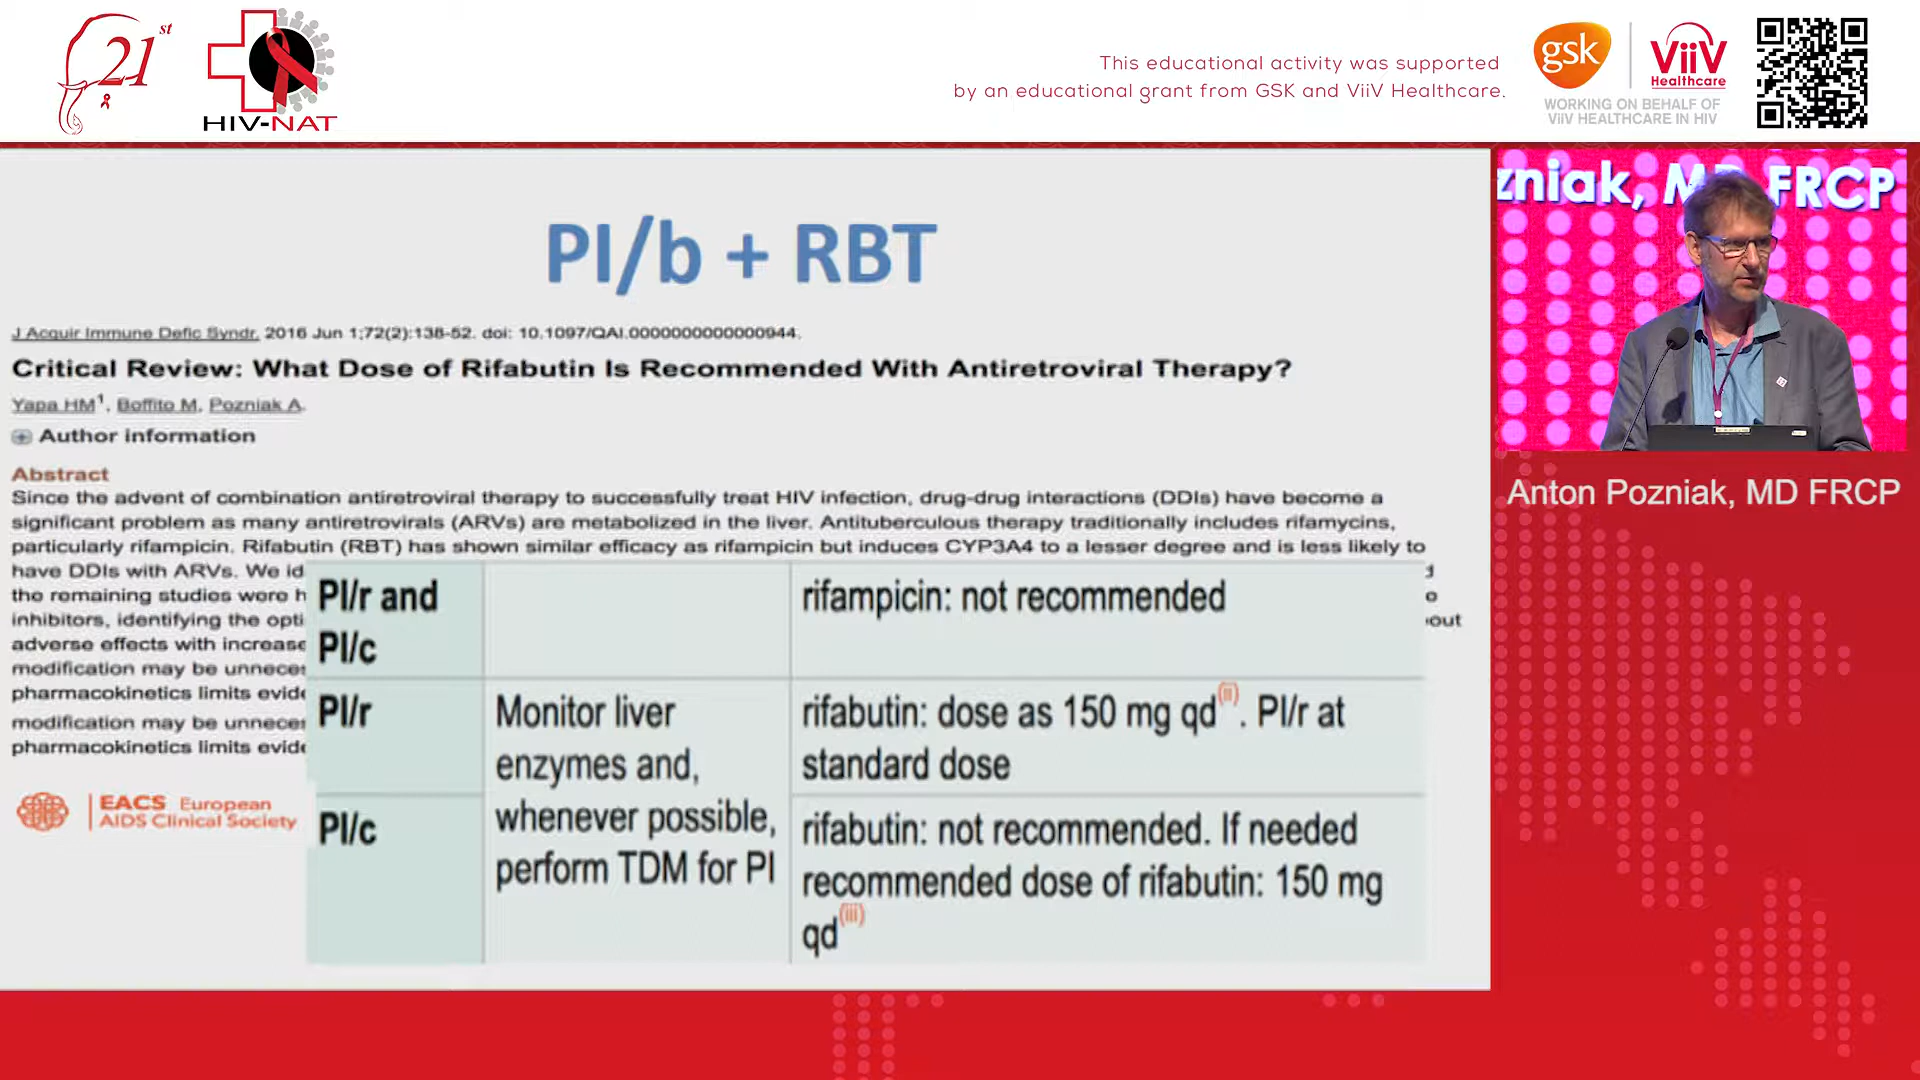 21st
HIV-NAT
This educational activity was supported
by an educational grant from GSK and ViiV Healthcare.
gsk
ViiV
Healthcare
WORKING ON BEHALF OF
ViiV HEALTHCARE IN HIV
zniak, MD FRCP
Anton Pozniak, MD FRCP
PI/b + RBT
J Acquir Immune Defic Syndr. 2016 Jun 1;72(2):138-52. doi: 10.1097/QAI.0000000000000944.
Critical Review: What Dose of Rifabutin Is Recommended With Antiretroviral Therapy?
Yapa HM1, Boffito M, Pozniak A.
Author information
Abstract
Since the advent of combination antiretroviral therapy to successfully treat HIV infection, drug-drug interactions (DDIs) have become a
significant problem as many antiretrovirals (ARVs) are metabolized in the liver. Antituberculous therapy traditionally includes rifamycins,
particularly rifampicin. Rifabutin (RBT) has shown similar efficacy as rifampicin but induces CYP3A4 to a lesser degree and is less likely to
have DDIs with ARVs. We id
the remaining studies were h
inhibitors, identifying the opti
adverse effects with increase
modification may be unneces
pharmacokinetics limits evide
modification may be unneces
pharmacokinetics limits evide
EACS European
AIDS Clinical Society
PI/r and
PI/c
rifampicin: not recommended
PI/r
Monitor liver
enzymes and,
whenever possible,
perform TDM for PI
rifabutin: dose as 150 mg qd(ii). PI/r at
standard dose
PI/c
rifabutin: not recommended. If needed
recommended dose of rifabutin: 150 mg
qd(iii)